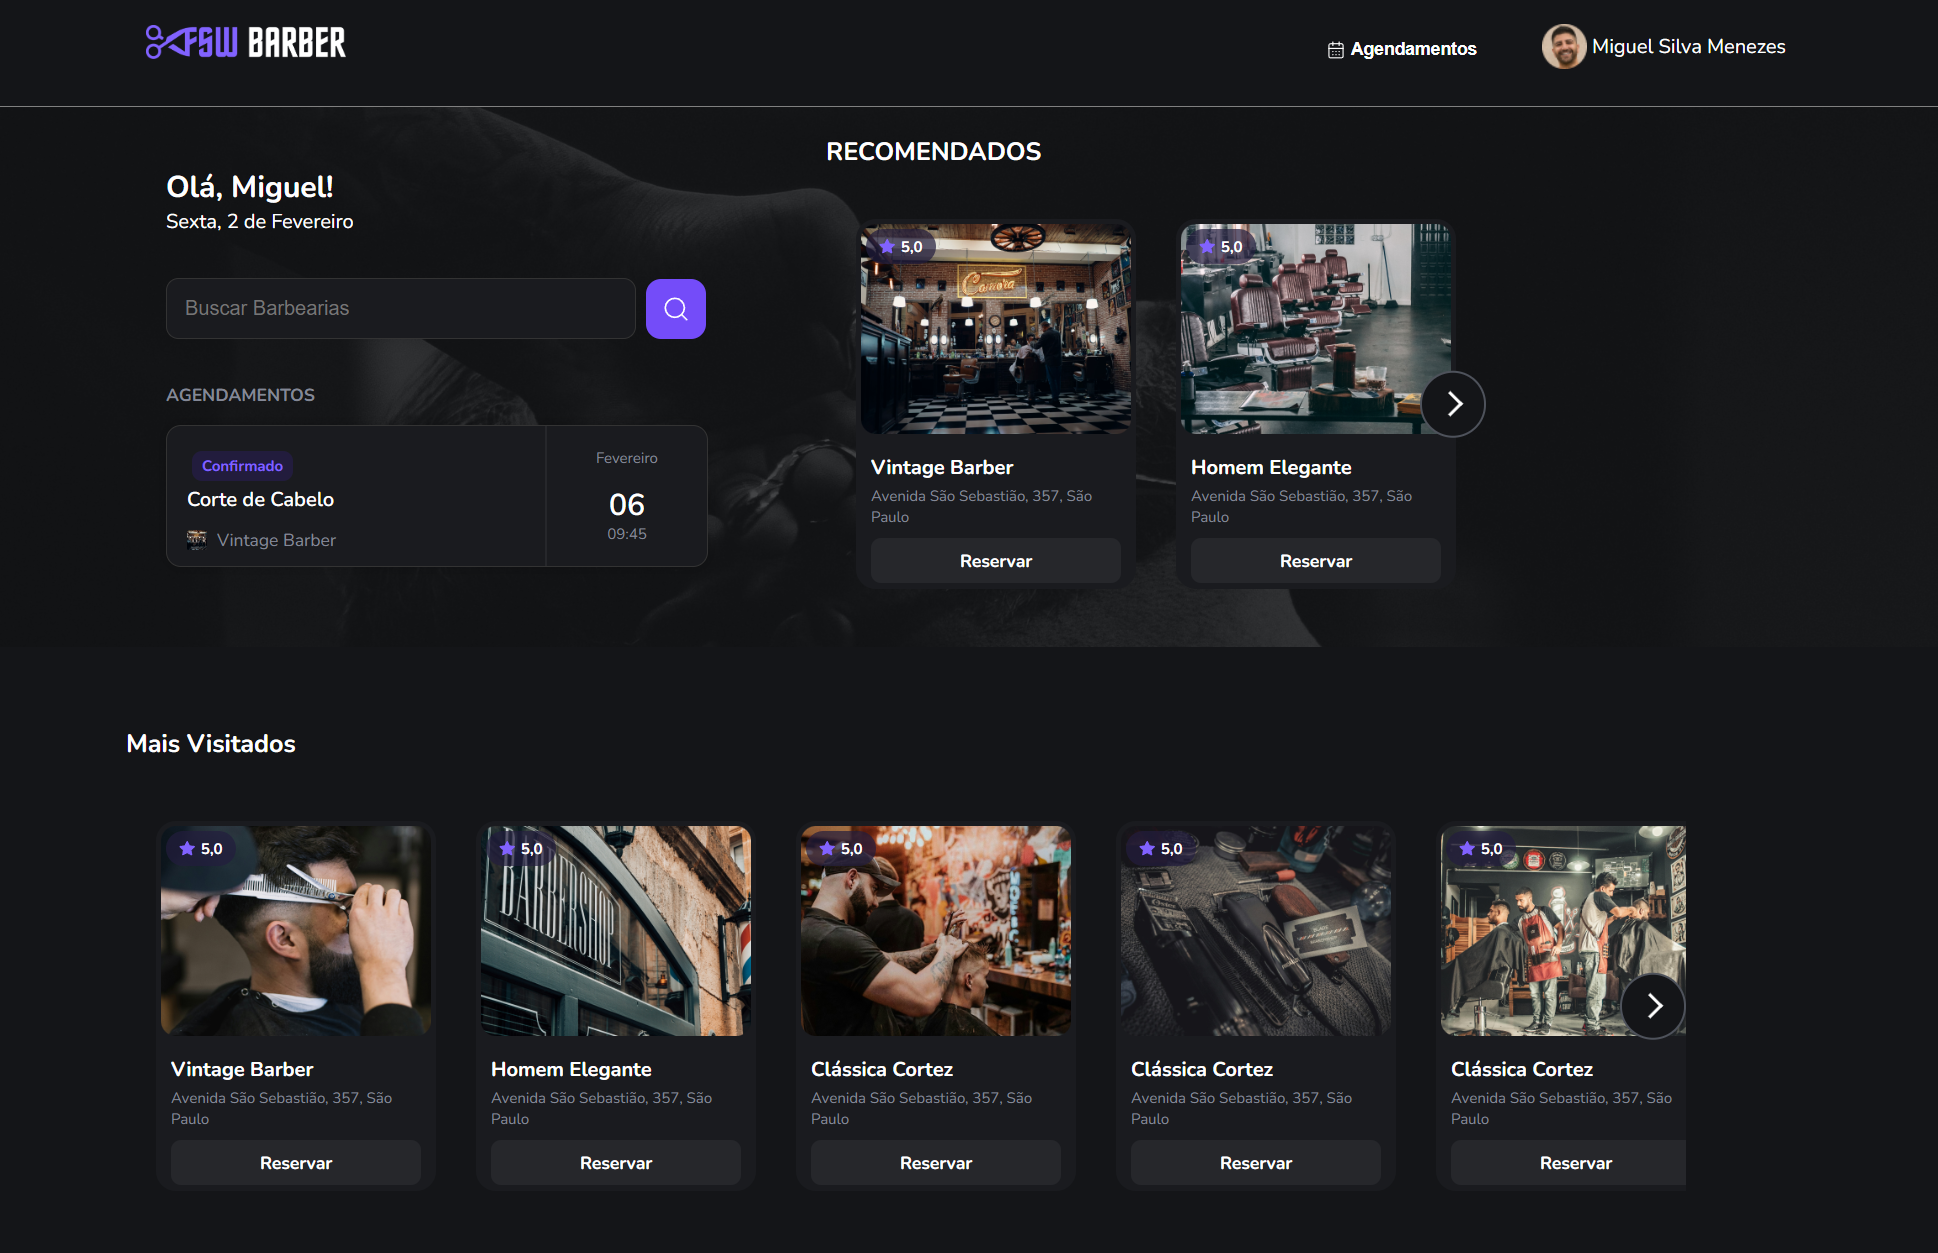 FSW BARBER
Agendamentos
Miguel Silva Menezes
Olá, Miguel!
Sexta, 2 de Fevereiro
Buscar Barbearias
AGENDAMENTOS
Confirmado
Corte de Cabelo
Vintage Barber
Fevereiro
06
09:45
RECOMENDADOS
5,0
Vintage Barber
Avenida São Sebastião, 357, São
Paulo
Reservar
5,0
Homem Elegante
Avenida São Sebastião, 357, São
Paulo
Reservar
Mais Visitados
5,0
Vintage Barber
Avenida São Sebastião, 357, São
Paulo
Reservar
5,0
BARBERSHOP
Homem Elegante
Avenida São Sebastião, 357, São
Paulo
Reservar
5,0
Clássica Cortez
Avenida São Sebastião, 357, São
Paulo
Reservar
5,0
Clássica Cortez
Avenida São Sebastião, 357, São
Paulo
Reservar
5,0
Clássica Cortez
Avenida São Sebastião, 357, São
Paulo
Reservar